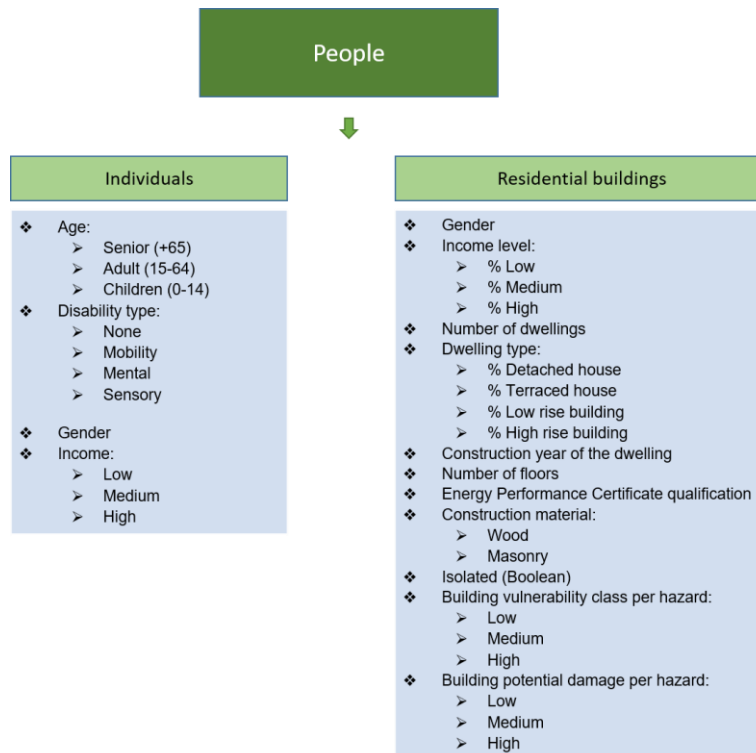 People
Individuals
❖ Age:
➢ Senior (+65)
➢ Adult (15-64)
➢ Children (0-14)
❖ Disability type:
➢ None
➢ Mobility
➢ Mental
➢ Sensory
❖ Gender
❖ Income:
➢ Low
➢ Medium
➢ High
Residential buildings
❖ Gender
❖ Income level:
➢ % Low
➢ % Medium
➢ % High
❖ Number of dwellings
❖ Dwelling type:
➢ % Detached house
➢ % Terraced house
➢ % Low rise building
➢ % High rise building
❖ Construction year of the dwelling
❖ Number of floors
❖ Energy Performance Certificate qualification
❖ Construction material:
➢ Wood
➢ Masonry
❖ Isolated (Boolean)
❖ Building vulnerability class per hazard:
➢ Low
➢ Medium
➢ High
❖ Building potential damage per hazard:
➢ Low
➢ Medium
➢ High